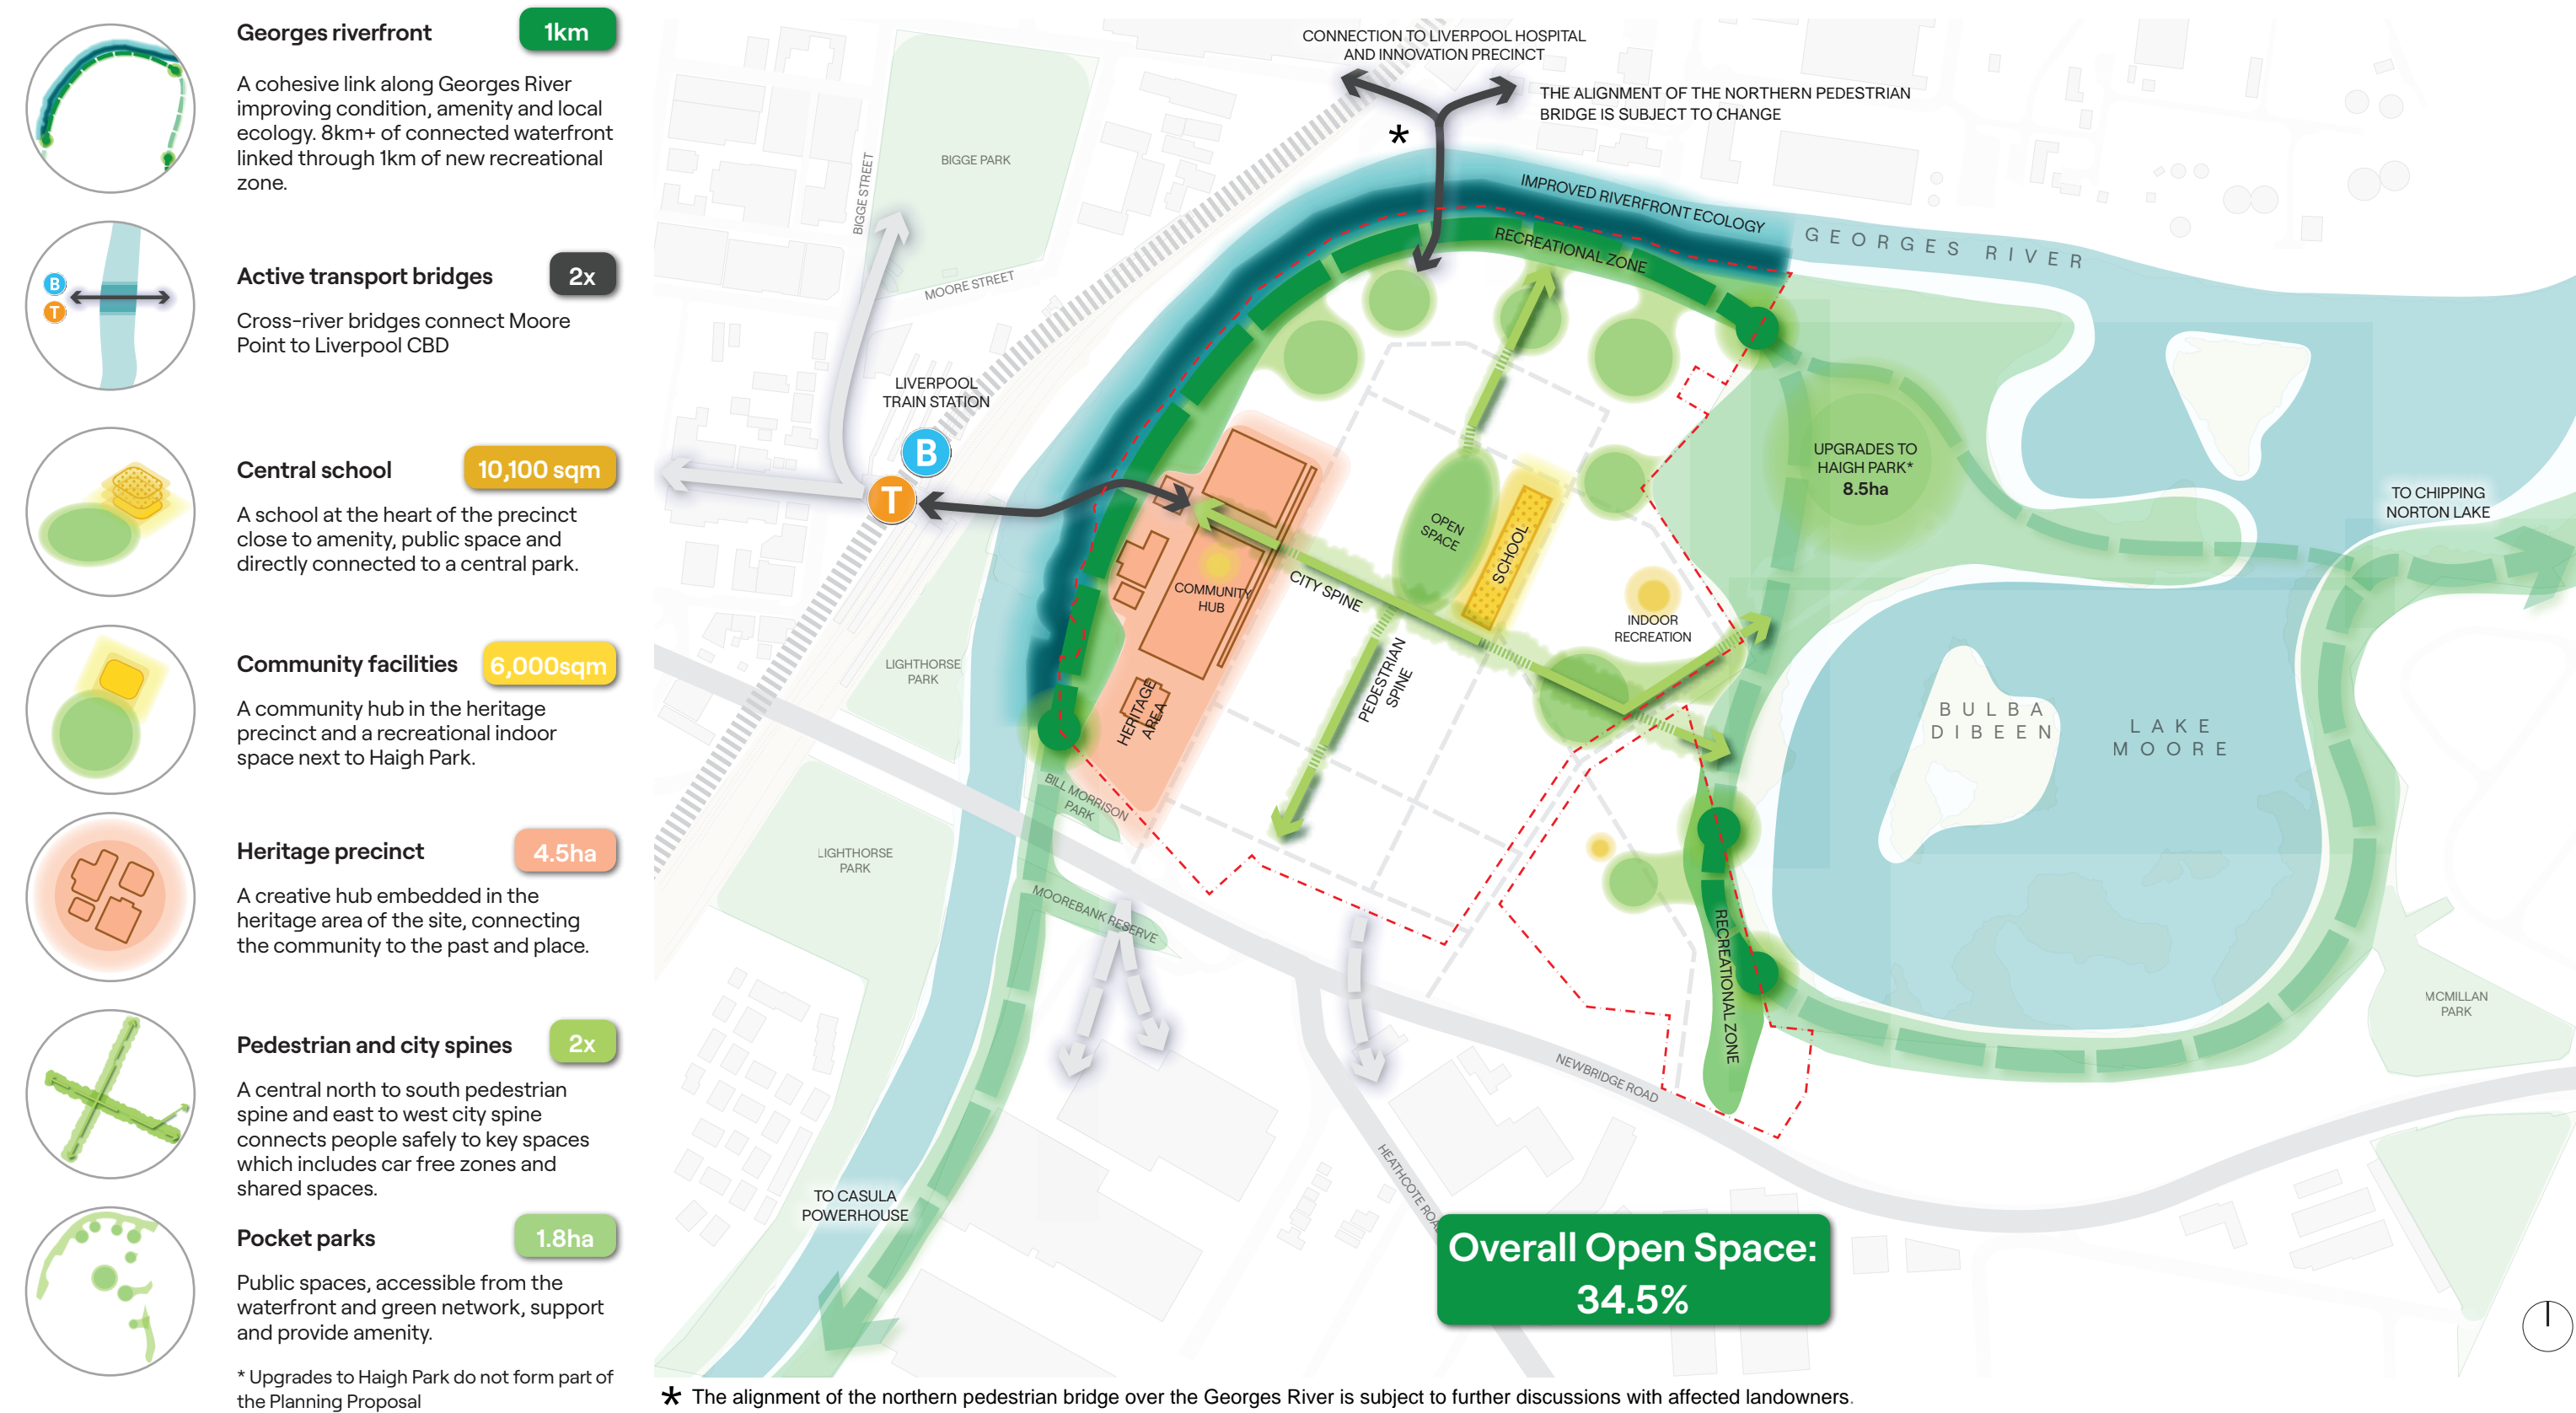 Georges riverfront
1km
A cohesive link along Georges River
improving condition, amenity and local
ecology. 8km+ of connected waterfront
linked through 1km of new recreational
zone.
B
T
Active transport bridges
2x
Cross-river bridges connect Moore
Point to Liverpool CBD
Central school
10,100 sqm
A school at the heart of the precinct
close to amenity, public space and
directly connected to a central park.
Community facilities
6,000sqm
A community hub in the heritage
precinct and a recreational indoor
space next to Haigh Park.
Heritage precinct
4.5ha
A creative hub embedded in the
heritage area of the site, connecting
the community to the past and place.
Pedestrian and city spines
2x
A central north to south pedestrian
spine and east to west city spine
connects people safely to key spaces
which includes car free zones and
shared spaces.
Pocket parks
1.8ha
Public spaces, accessible from the
waterfront and green network, support
and provide amenity.
* Upgrades to Haigh Park do not form part of
the Planning Proposal
CONNECTION TO LIVERPOOL HOSPITAL
AND INNOVATION PRECINCT
THE ALIGNMENT OF THE NORTHERN PEDESTRIAN
BRIDGE IS SUBJECT TO CHANGE
*
BIGGE PARK
BIGGE STREET
MOORE STREET
IMPROVED RIVERFRONT ECOLOGY
RECREATIONAL ZONE
GEORGES RIVER
LIVERPOOL
TRAIN STATION
B
T
UPGRADES TO
HAIGH PARK*
8.5ha
TO CHIPPING
NORTON LAKE
OPEN
SPACE
SCHOOL
COMMUNITY
HUB
CITY SPINE
INDOOR
RECREATION
PEDESTRIAN
SPINE
LIGHTHORSE
PARK
HERITAGE
AREA
BULBA
DIBEEN
LAKE
MOORE
BILL MORRISON
PARK
LIGHTHORSE
PARK
MOOREBANK RESERVE
RECREATIONAL ZONE
MCMILLAN
PARK
NEWBRIDGE ROAD
HEATHCOTE ROA
TO CASULA
POWERHOUSE
Overall Open Space:
34.5%
* The alignment of the northern pedestrian bridge over the Georges River is subject to further discussions with affected landowners.